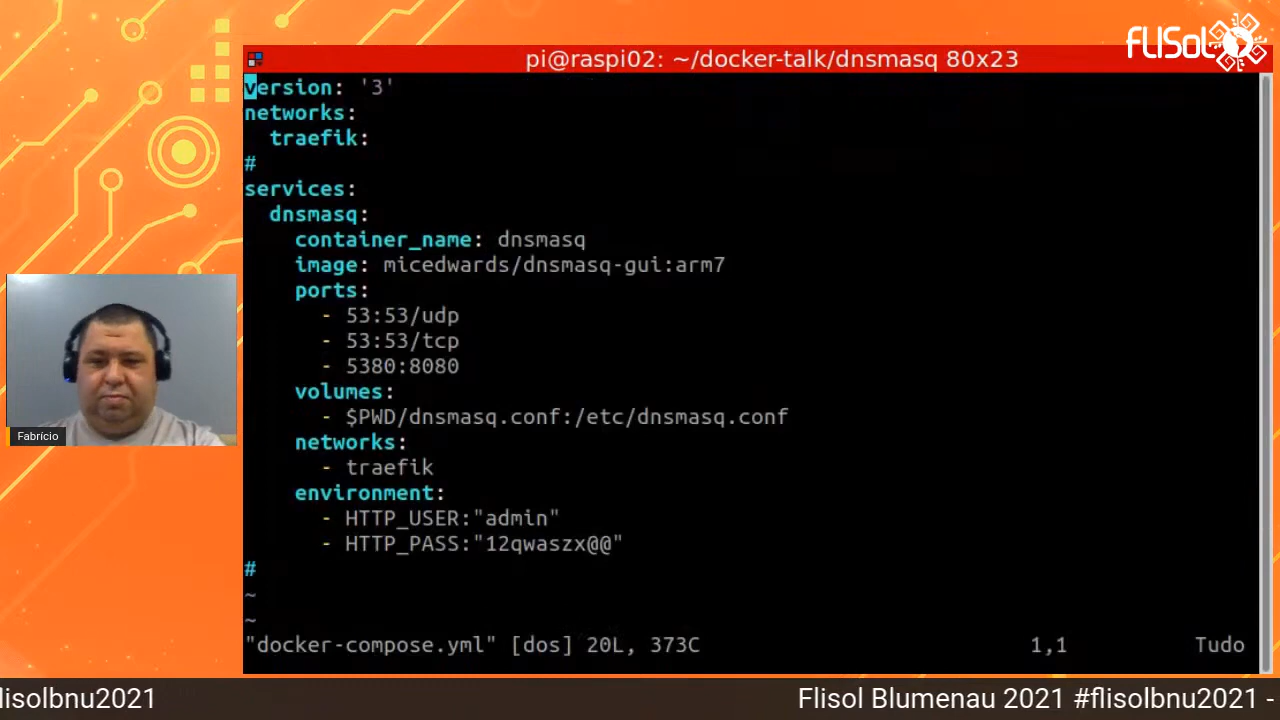 FLISoL
pi@raspi02: ~/docker-talk/dnsmasq 80x23
version: '3'
networks:
  traefik:
#
services:
  dnsmasq:
    container_name: dnsmasq
    image: micedwards/dnsmasq-gui:arm7
    ports:
      - 53:53/udp
      - 53:53/tcp
      - 5380:8080
    volumes:
      - $PWD/dnsmasq.conf:/etc/dnsmasq.conf
    networks:
      - traefik
    environment:
      - HTTP_USER:"admin"
      - HTTP_PASS:"12qwaszx@@"
#
~
~
"docker-compose.yml" [dos] 20L, 373C 1,1 Tudo
Fabrício
lisolbnu2021 Flisol Blumenau 2021 #flisolbnu2021 -